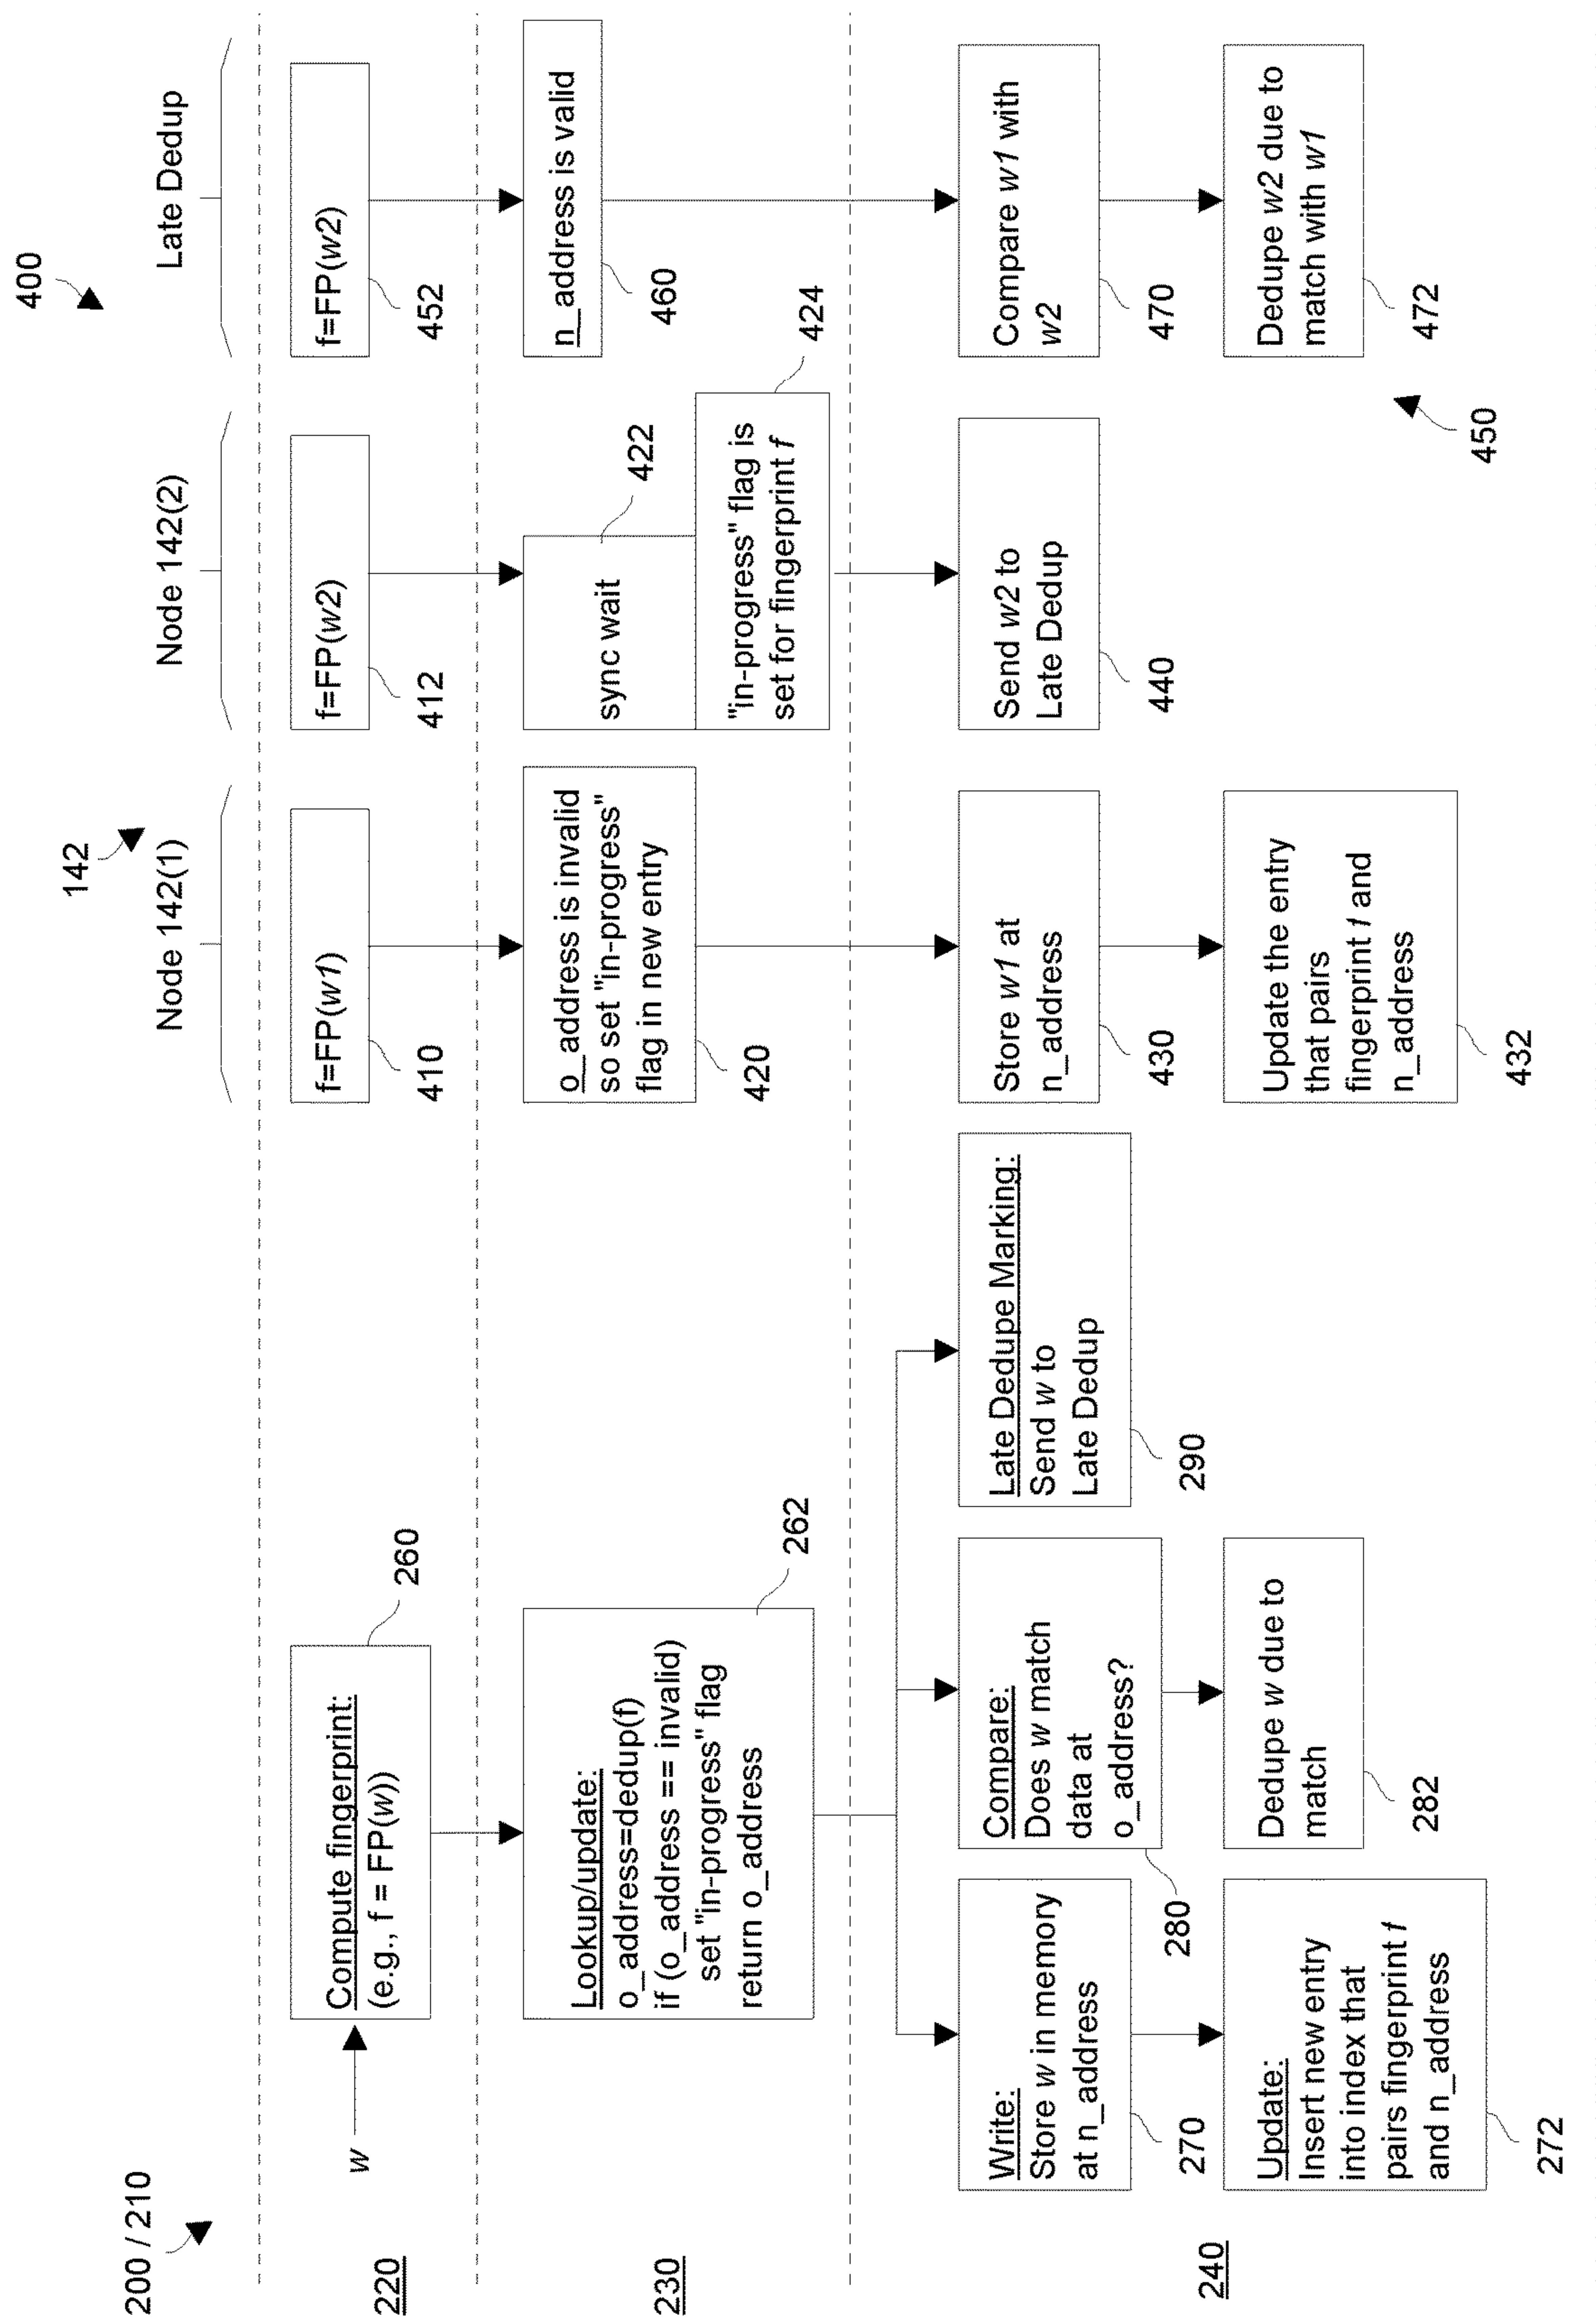 200 / 210
400
142
Node 142(1)
Node 142(2)
Late Dedup
220
w
Compute fingerprint:
(e.g., f = FP(w))
260
f=FP(w1)
410
f=FP(w2)
412
f=FP(w2)
452
230
Lookup/update:
o_address=dedup(f)
if (o_address == invalid)
set "in-progress" flag
return o_address
262
o_address is invalid
so set "in-progress"
flag in new entry
420
sync wait
422
"in-progress" flag is
set for fingerprint f
424
n_address is valid
460
240
Write:
Store w in memory
at n_address
270
Compare:
Does w match
data at
o_address?
280
Late Dedupe Marking:
Send w to
Late Dedup
290
Store w1 at
n_address
430
Send w2 to
Late Dedup
440
Compare w1 with
w2
470
Update:
Insert new entry
into index that
pairs fingerprint f
and n_address
272
Dedupe w due to
match
282
Update the entry
that pairs
fingerprint f and
n_address
432
Dedupe w2 due to
match with w1
472
450